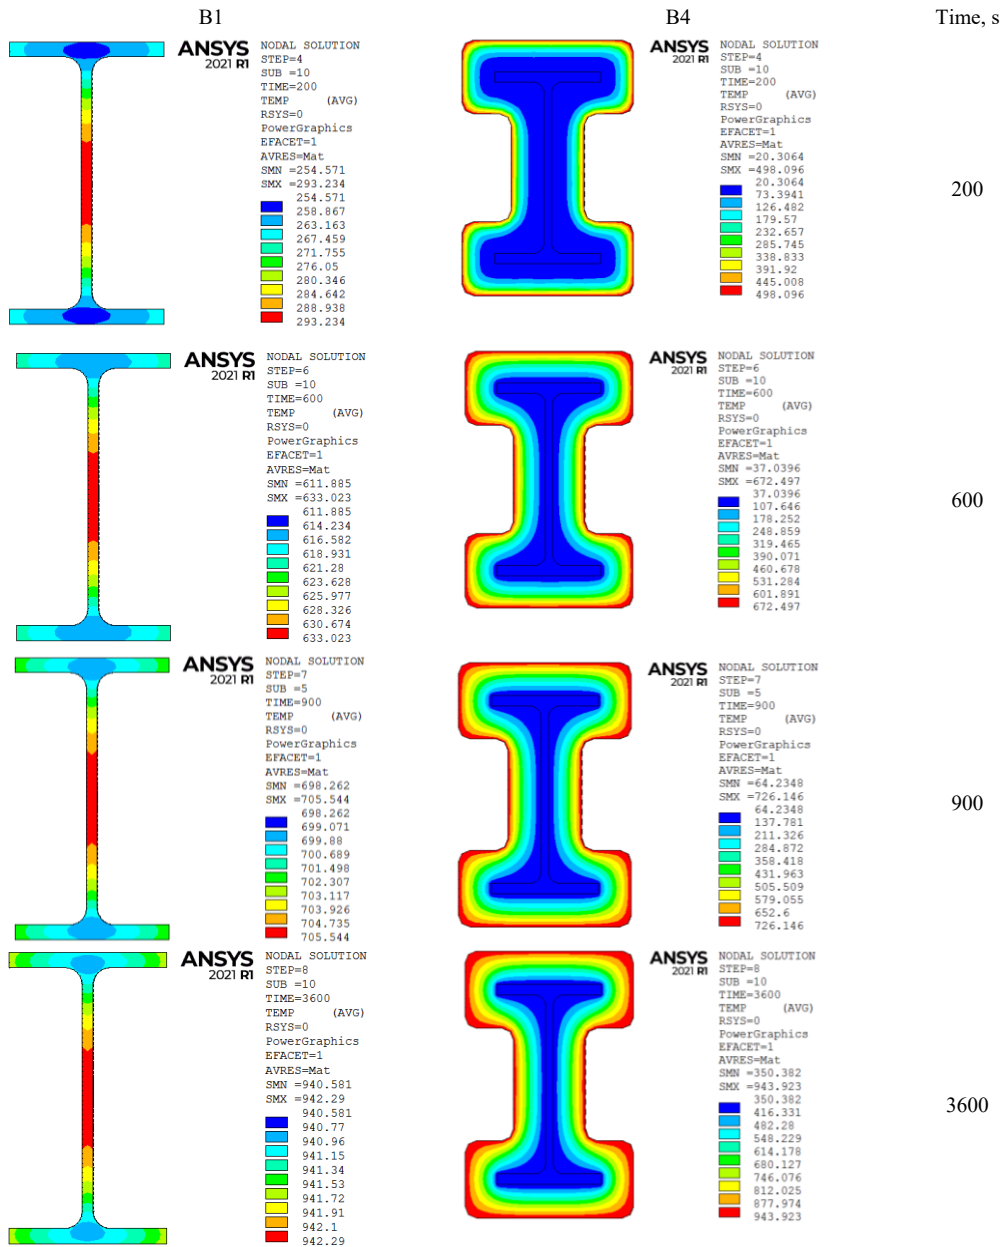 B1
B4
Time, s
ANSYS
2021 R1
NODAL SOLUTION
STEP=4
SUB =10
TIME=200
TEMP (AVG)
RSYS=0
PowerGraphics
EFACET=1
AVRES=Mat
SMN =254.571
SMX =293.234
254.571
258.867
263.163
267.459
271.755
276.05
280.346
284.642
288.938
293.234
ANSYS
2021 R1
NODAL SOLUTION
STEP=4
SUB =10
TIME=200
TEMP (AVG)
RSYS=0
PowerGraphics
EFACET=1
AVRES=Mat
SMN =20.3064
SMX =498.096
20.3064
73.3941
126.482
179.57
232.657
285.745
338.833
391.92
445.008
498.096
200
ANSYS
2021 R1
NODAL SOLUTION
STEP=6
SUB =10
TIME=600
TEMP (AVG)
RSYS=0
PowerGraphics
EFACET=1
AVRES=Mat
SMN =611.885
SMX =633.023
611.885
614.234
616.582
618.931
621.28
623.628
625.977
628.326
630.674
633.023
ANSYS
2021 R1
NODAL SOLUTION
STEP=6
SUB =10
TIME=600
TEMP (AVG)
RSYS=0
PowerGraphics
EFACET=1
AVRES=Mat
SMN =37.0396
SMX =672.497
37.0396
107.646
178.252
248.859
319.465
390.071
460.678
531.284
601.891
672.497
600
ANSYS
2021 R1
NODAL SOLUTION
STEP=7
SUB =5
TIME=900
TEMP (AVG)
RSYS=0
PowerGraphics
EFACET=1
AVRES=Mat
SMN =698.262
SMX =705.544
698.262
699.071
699.88
700.689
701.498
702.307
703.117
703.926
704.735
705.544
ANSYS
2021 R1
NODAL SOLUTION
STEP=7
SUB =5
TIME=900
TEMP (AVG)
RSYS=0
PowerGraphics
EFACET=1
AVRES=Mat
SMN =64.2348
SMX =726.146
64.2348
137.781
211.326
284.872
358.418
431.963
505.509
579.055
652.6
726.146
900
ANSYS
2021 R1
NODAL SOLUTION
STEP=8
SUB =10
TIME=3600
TEMP (AVG)
RSYS=0
PowerGraphics
EFACET=1
AVRES=Mat
SMN =940.581
SMX =942.29
940.581
940.77
940.96
941.15
941.34
941.53
941.72
941.91
942.1
942.29
ANSYS
2021 R1
NODAL SOLUTION
STEP=8
SUB =10
TIME=3600
TEMP (AVG)
RSYS=0
PowerGraphics
EFACET=1
AVRES=Mat
SMN =350.382
SMX =943.923
350.382
416.331
482.28
548.229
614.178
680.127
746.076
812.025
877.974
943.923
3600